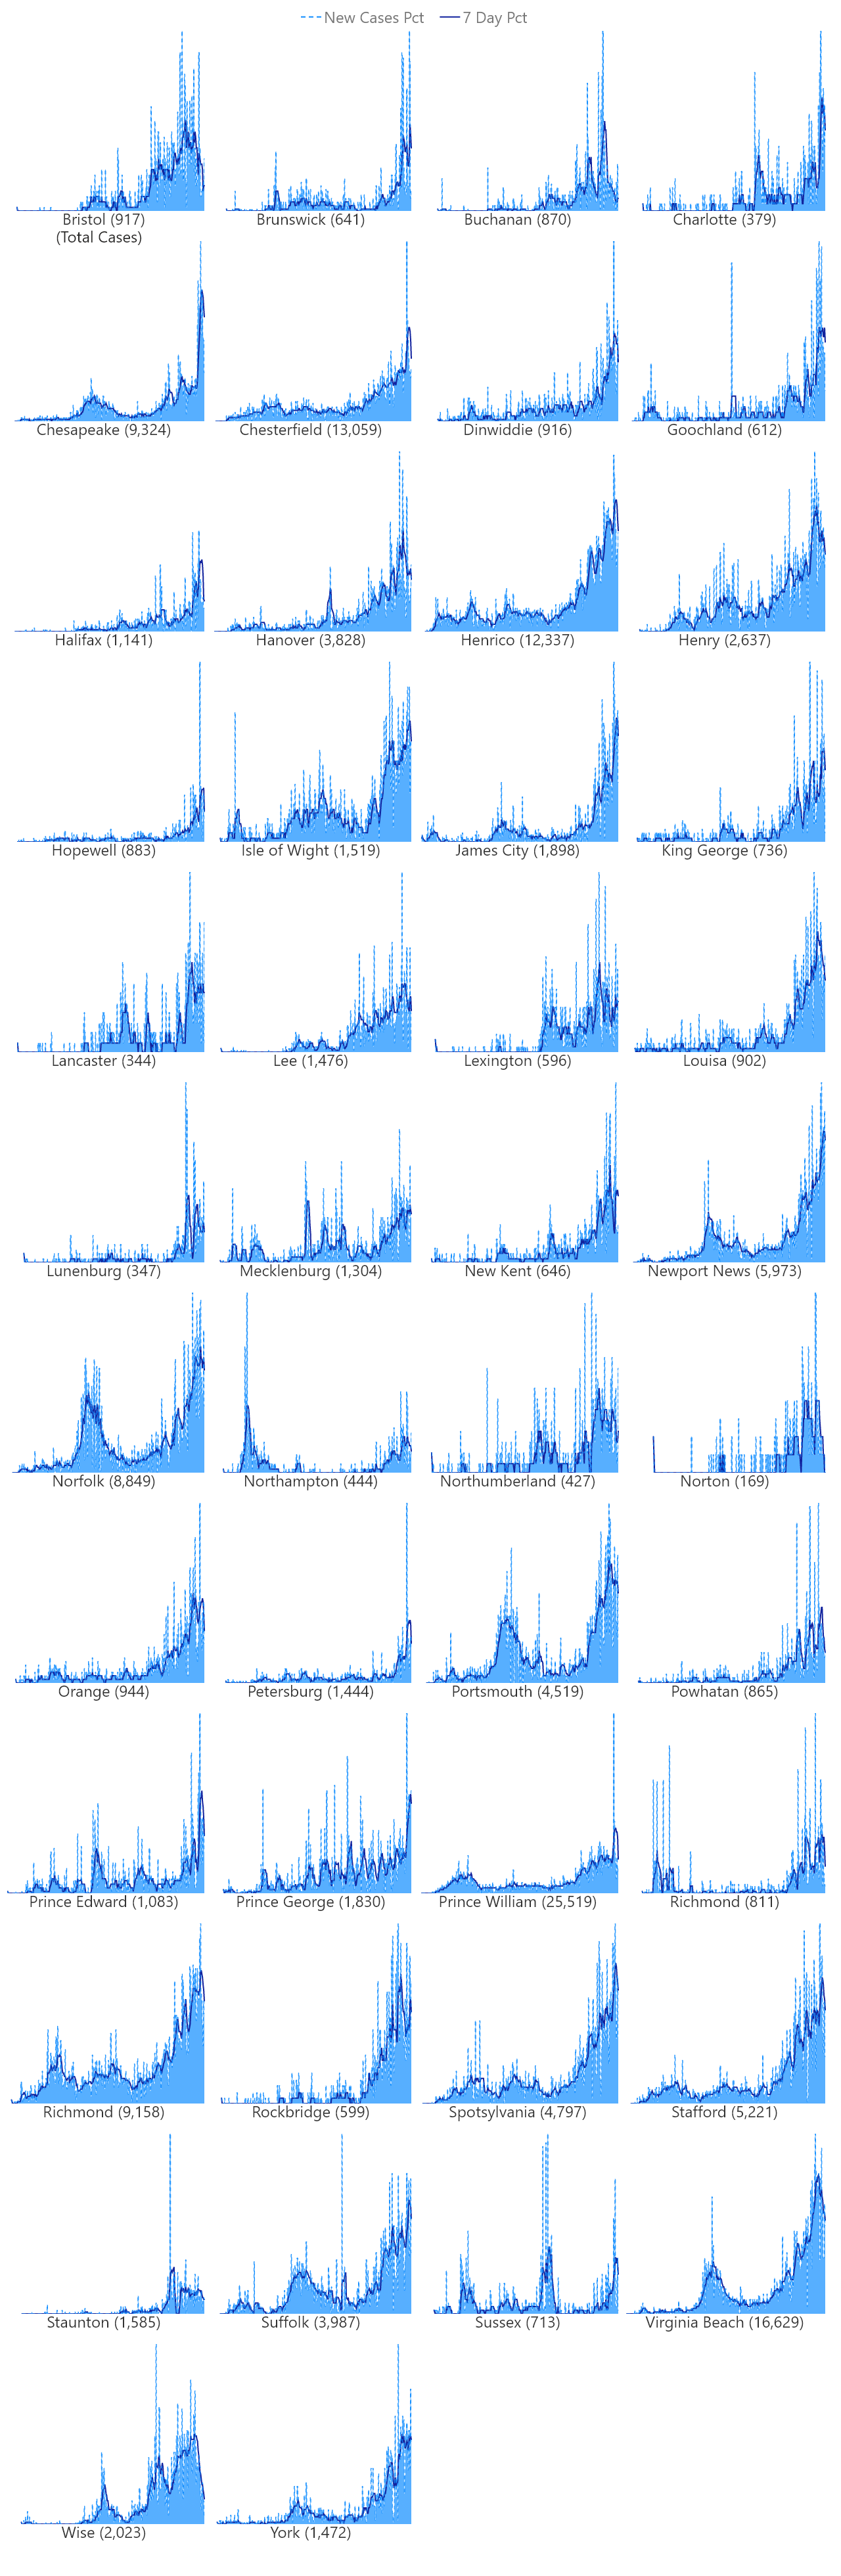 New Cases Pct 7 Day Pct
Bristol (917) Brunswick (641) Buchanan (870) Charlotte (379)
(Total Cases)
Chesapeake (9,324) Chesterfield (13,059) Dinwiddie (916) Goochland (612)
Halifax (1,141) Hanover (3,828) Henrico (12,337) Henry (2,637)
Hopewell (883) Isle of Wight (1,519) James City (1,898) King George (736)
Lancaster (344) Lee (1,476) Lexington (596) Louisa (902)
Lunenburg (347) Mecklenburg (1,304) New Kent (646) Newport News (5,973)
Norfolk (8,849) Northampton (444) Northumberland (427) Norton (169)
Orange (944) Petersburg (1,444) Portsmouth (4,519) Powhatan (865)
Prince Edward (1,083) Prince George (1,830) Prince William (25,519) Richmond (811)
Richmond (9,158) Rockbridge (599) Spotsylvania (4,797) Stafford (5,221)
Staunton (1,585) Suffolk (3,987) Sussex (713) Virginia Beach (16,629)
Wise (2,023) York (1,472)